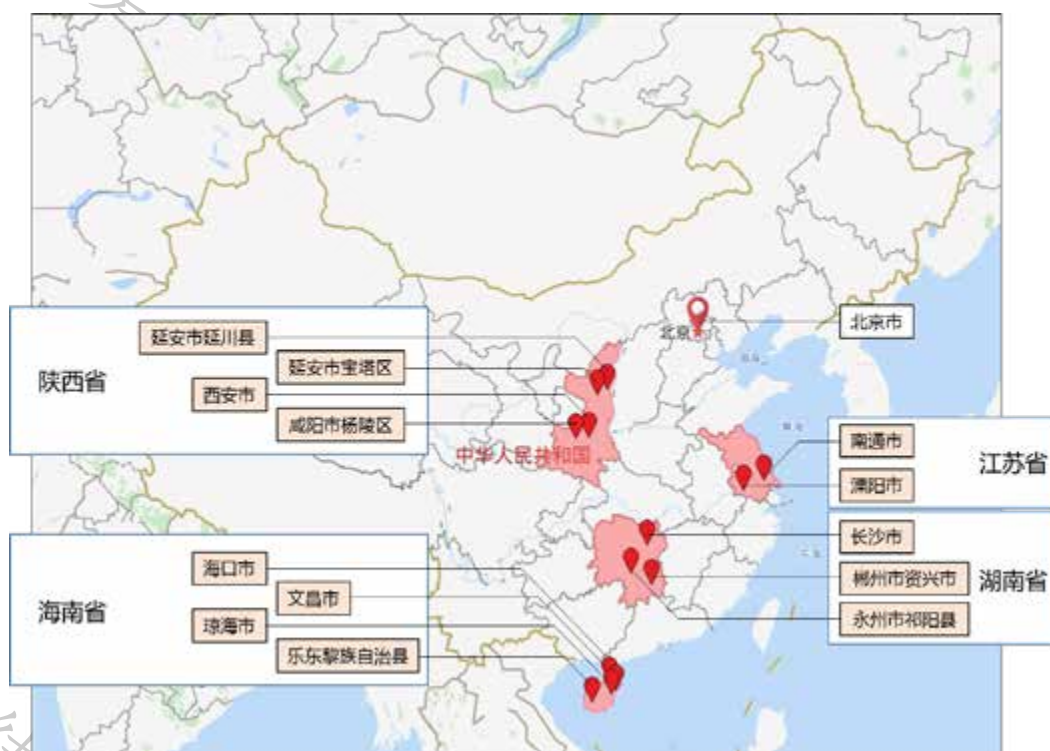 北京
北京市
延安市延川县
延安市宝塔区
陕西省
西安市
咸阳市杨陵区
中华人民共和国
南通市
江苏省
溧阳市
长沙市
郴州市资兴市
湖南省
永州市祁阳县
海口市
文昌市
海南省
琼海市
乐东黎族自治县